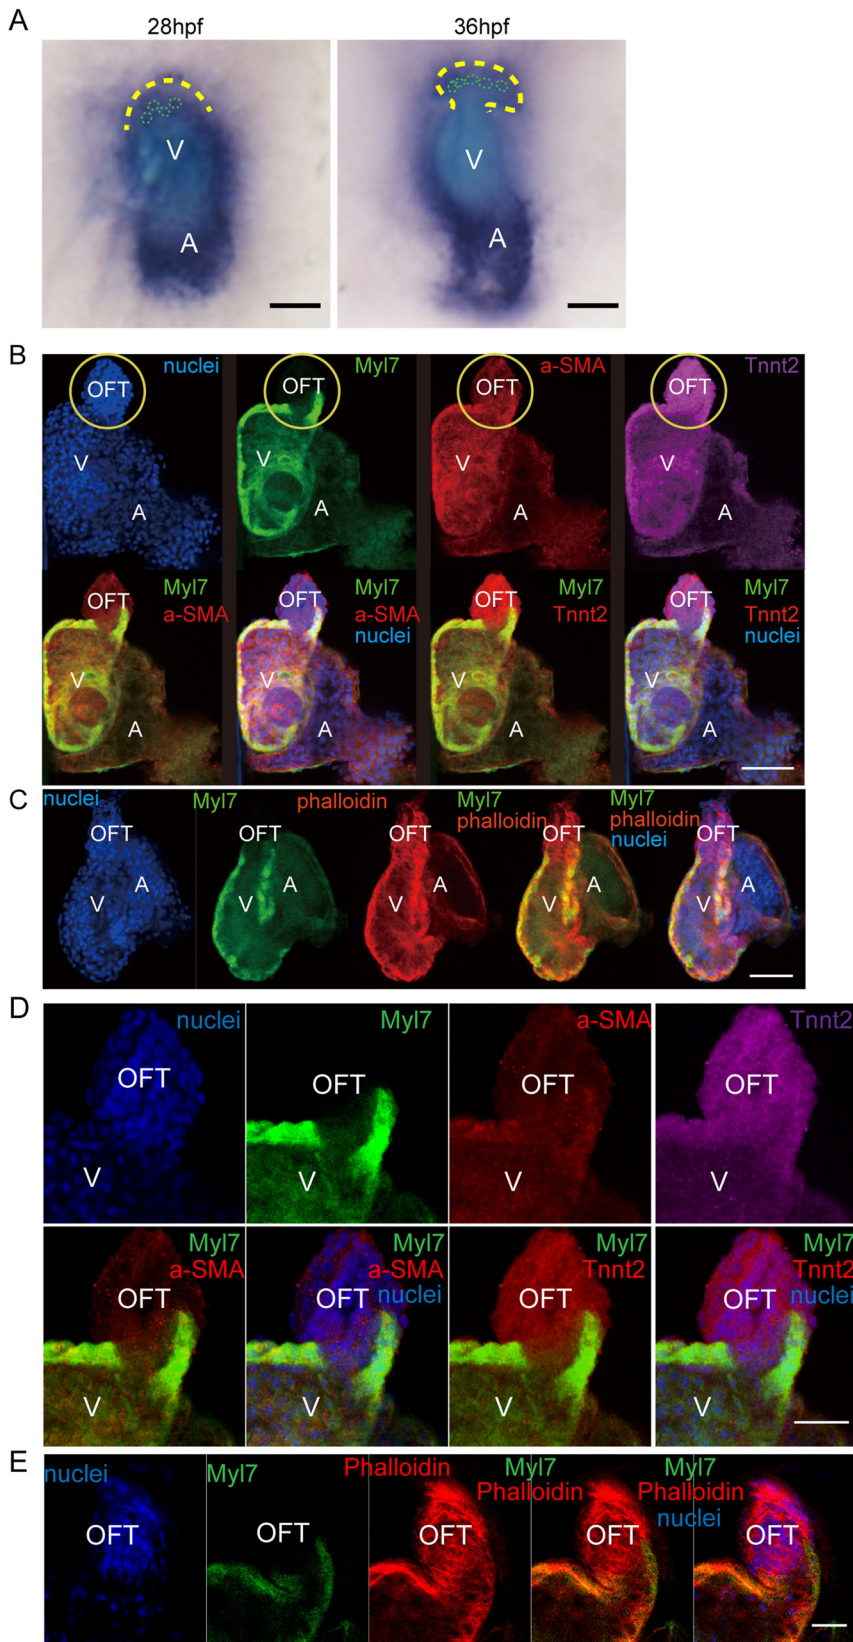 A
28hpf 36hpf
V V
A A
B
nuclei Myl7 a-SMA Tnnt2
OFT OFT OFT OFT
V V V V
A A A A
Myl7 Myl7 Myl7 Myl7
OFT a-SMA OFT a-SMA OFT Tnnt2 OFT Tnnt2
nuclei nuclei
V V V V
A A A A
C
nuclei Myl7 phalloidin Myl7 Myl7
phalloidin phalloidin
OFT OFT OFT OFT OFT nuclei
A A A A A
V V V V V
D
nuclei Myl7 a-SMA Tnnt2
OFT OFT OFT OFT
V V V V
Myl7 Myl7 Myl7 Myl7
a-SMA a-SMA Tnnt2 Tnnt2
OFT OFT nuclei OFT OFT nuclei
V V V V
E
nuclei Myl7 Phalloidin Myl7 Myl7
Phalloidin Phalloidin
nuclei
OFT OFT OFT OFT OFT